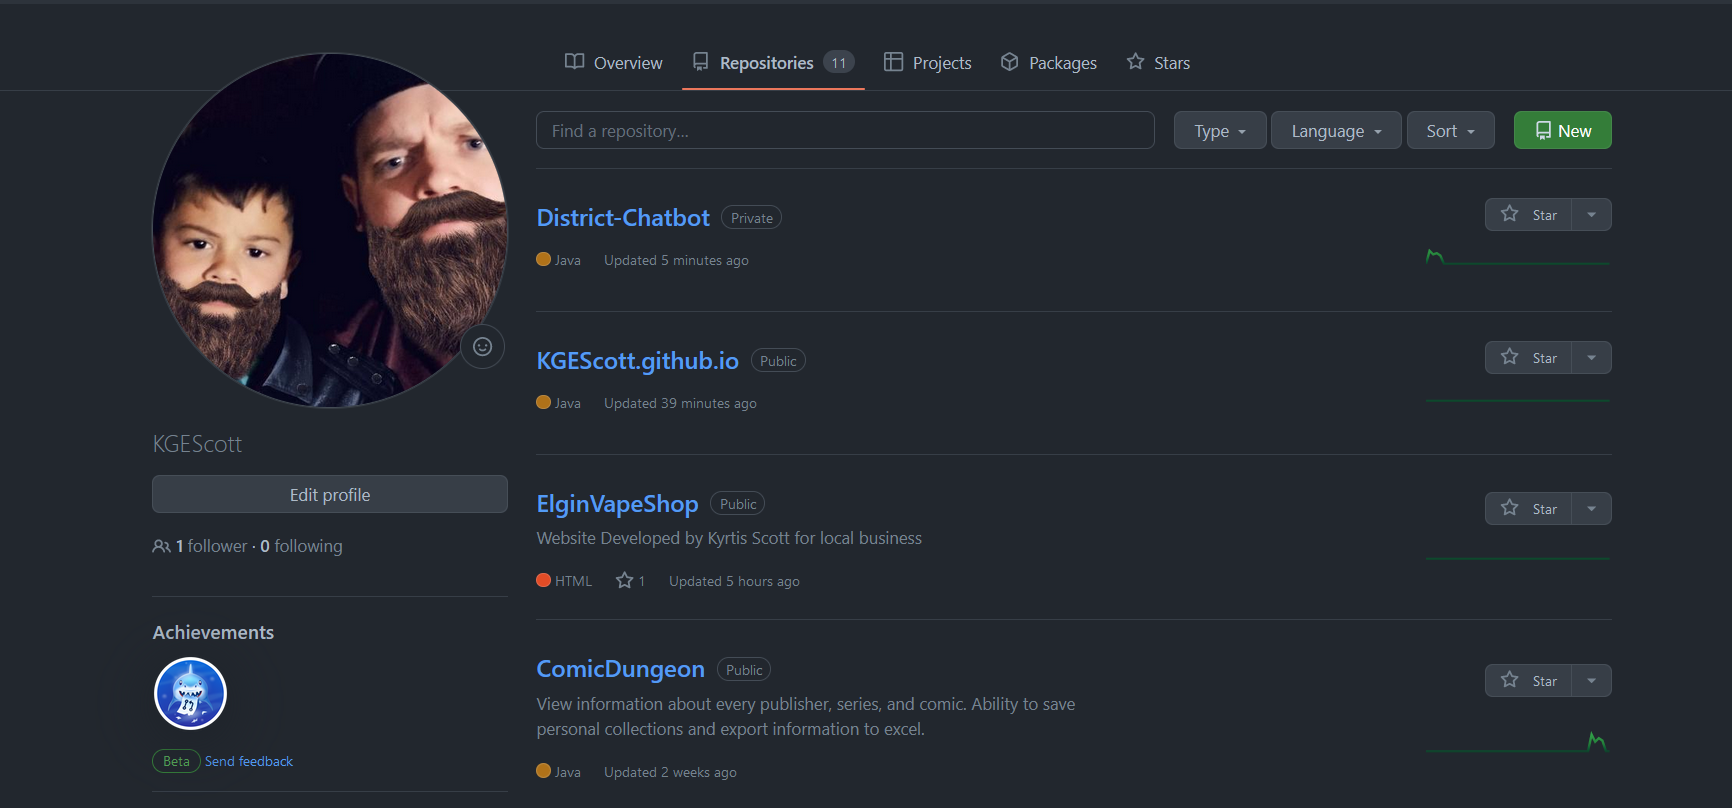 Overview
Repositories 11
Projects
Packages
Stars
Find a repository...
Type
Language
Sort
New
District-Chatbot Private
Star
Java Updated 5 minutes ago
KGEScott.github.io Public
Star
Java Updated 39 minutes ago
ElginVapeShop Public
Star
Website Developed by Kyrtis Scott for local business
HTML 1 Updated 5 hours ago
ComicDungeon Public
Star
View information about every publisher, series, and comic. Ability to save
personal collections and export information to excel.
Java Updated 2 weeks ago
KGEScott
Edit profile
1 follower · 0 following
Achievements
Beta Send feedback